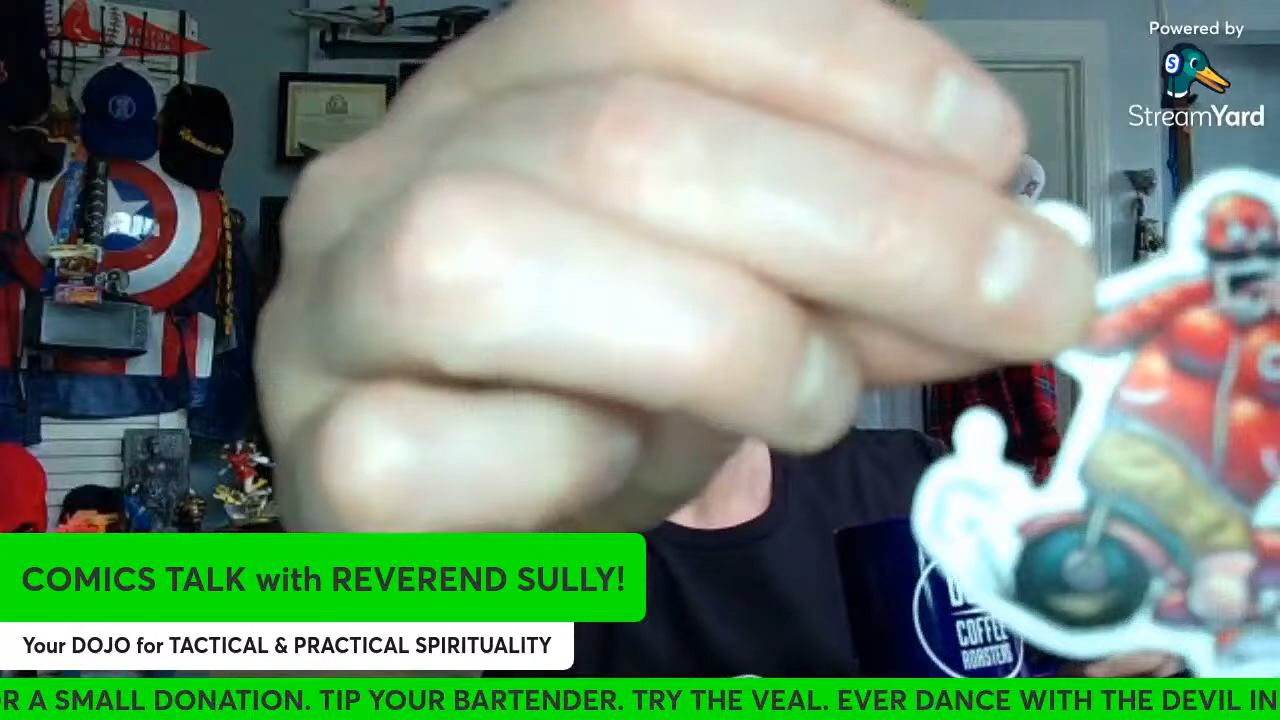 Powered by
StreamYard
COFFEE
ROASTERS
COMICS TALK with REVEREND SULLY!
Your DOJO for TACTICAL & PRACTICAL SPIRITUALITY
OR A SMALL DONATION. TIP YOUR BARTENDER. TRY THE VEAL. EVER DANCE WITH THE DEVIL IN